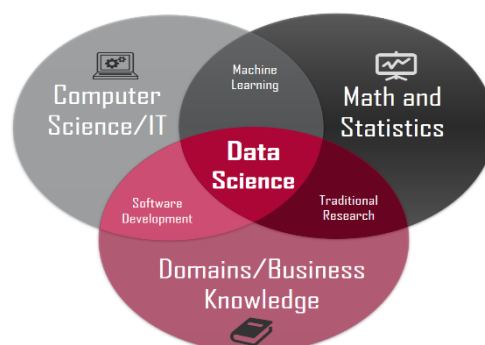 Machine
Learning
Computer
Science/IT
Math and
Statistics
Data
Science
Software
Development
Traditional
Research
Domains/Business
Knowledge